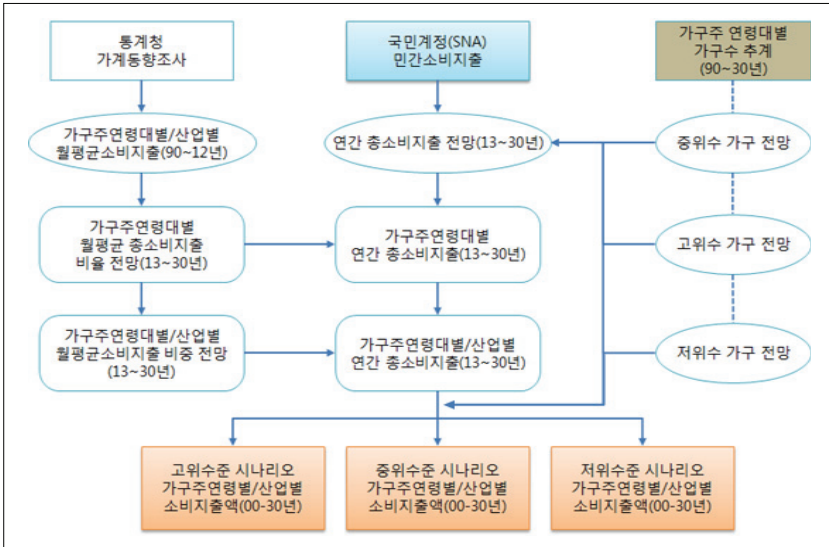 통계청
가계동향조사
국민계정(SNA)
민간소비지출
가구주 연령대별
가구수 추계
(90~30년)
가구주연령대별/산업별
월평균소비지출(90~12년)
연간 총소비지출 전망(13~30년)
중위수 가구 전망
가구주연령대별
월평균 총소비지출
비율 전망(13~30년)
가구주연령대별
연간 총소비지출(13~30년)
고위수 가구 전망
가구주연령대별/산업별
월평균소비지출 비중 전망
(13~30년)
가구주연령대별/산업별
연간 총소비지출(13~30년)
저위수 가구 전망
고위수준 시나리오
가구주연령별/산업별
소비지출액(00-30년)
중위수준 시나리오
가구주연령별/산업별
소비지출액(00-30년)
저위수준 시나리오
가구주연령별/산업별
소비지출액(00-30년)